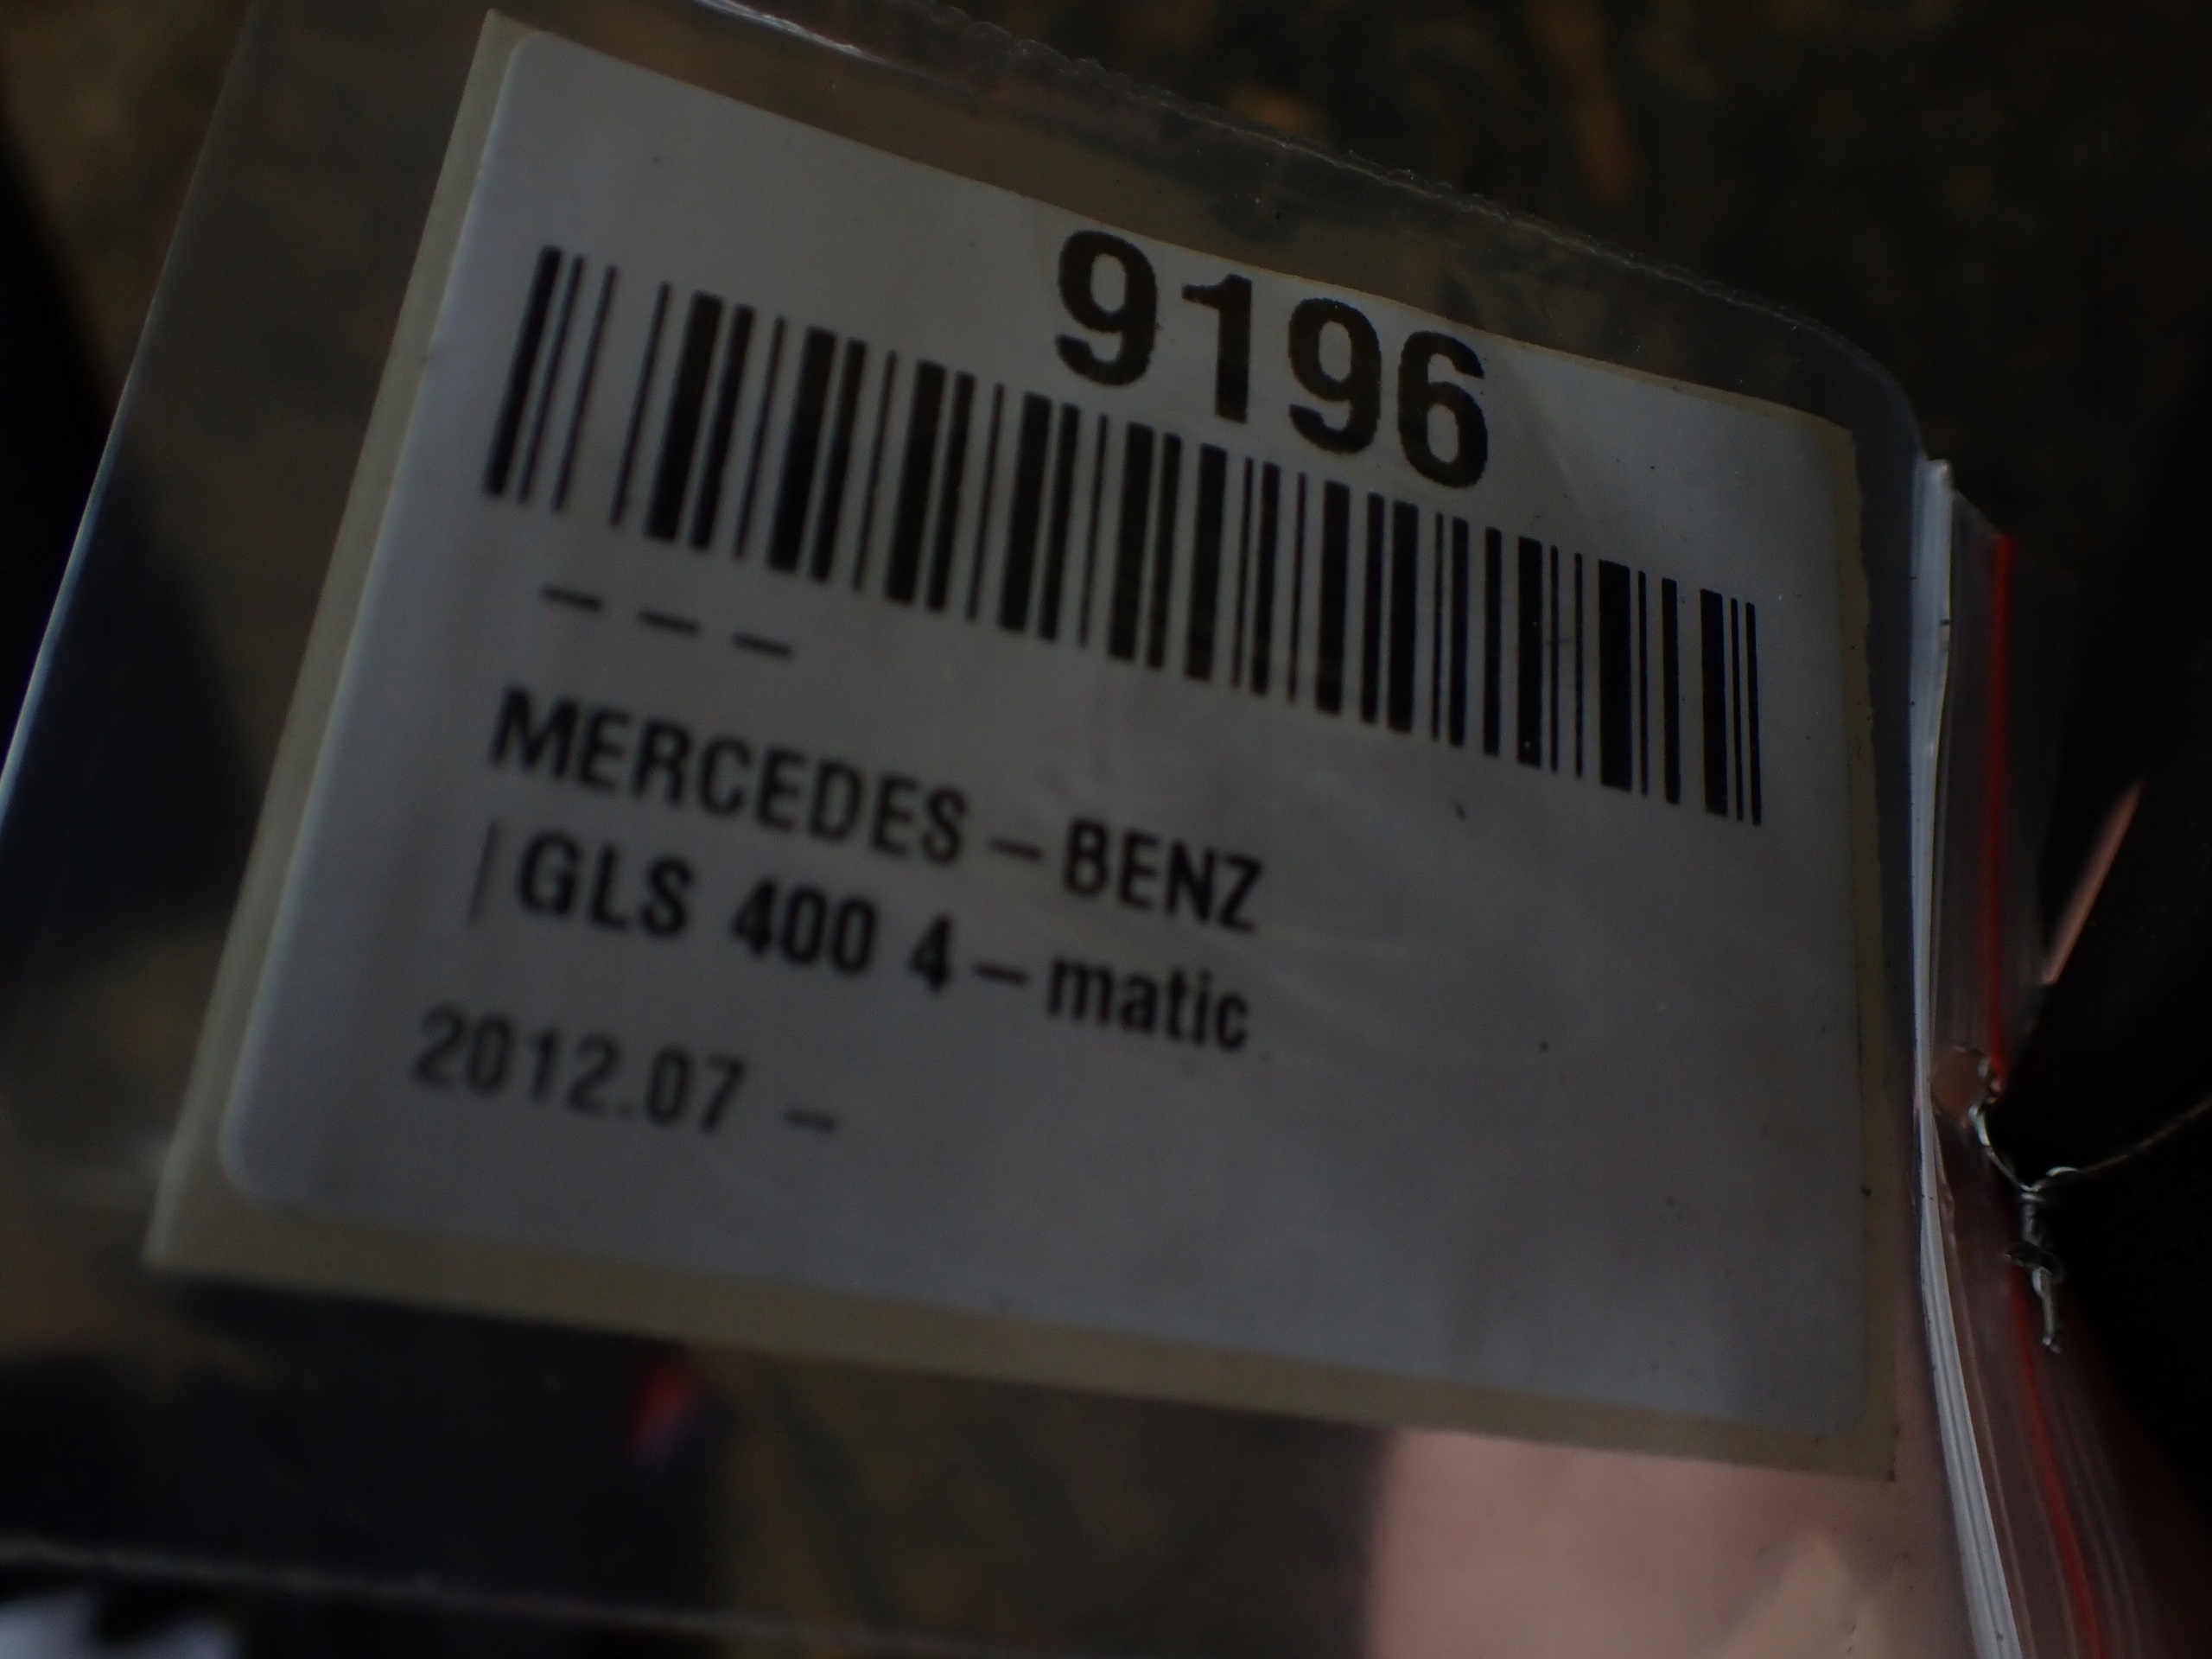 9196
– – –
MERCEDES – BENZ
|GLS 400 4 – matic
2012.07 –